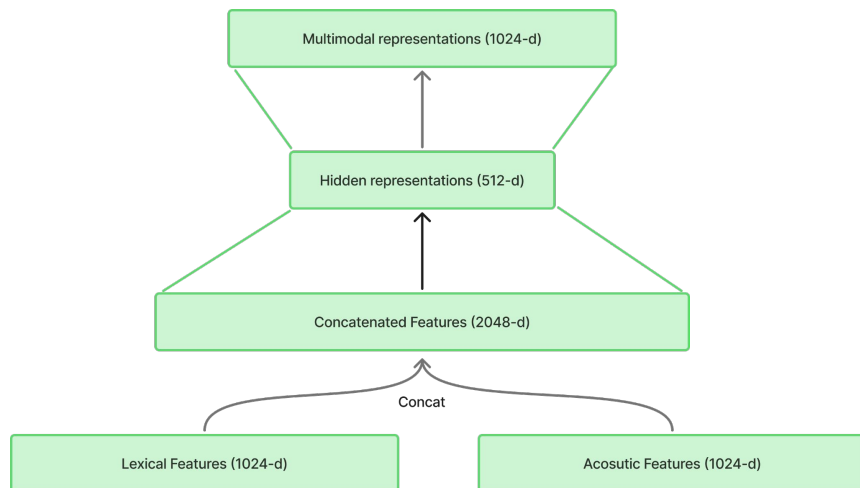 Multimodal representations (1024-d)
Hidden representations (512-d)
Concatenated Features (2048-d)
Concat
Lexical Features (1024-d)
Acosutic Features (1024-d)